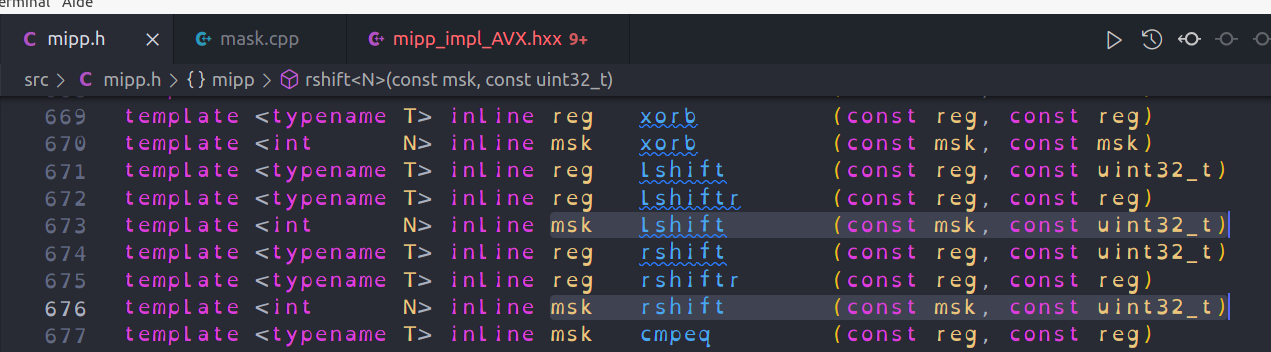 erminal Aide
mipp.h mask.cpp mipp_impl_AVX.hxx 9+
src > C mipp.h > {} mipp > rshift<N>(const msk, const uint32_t)
669 template <typename T> inline reg xorb (const reg, const reg)
670 template <int N> inline msk xorb (const msk, const msk)
671 template <typename T> inline reg lshift (const reg, const uint32_t)
672 template <typename T> inline reg lshiftr (const reg, const reg)
673 template <int N> inline msk lshift (const msk, const uint32_t)
674 template <typename T> inline reg rshift (const reg, const uint32_t)
675 template <typename T> inline reg rshiftr (const reg, const reg)
676 template <int N> inline msk rshift (const msk, const uint32_t)
677 template <typename T> inline msk cmpeq (const reg, const reg)